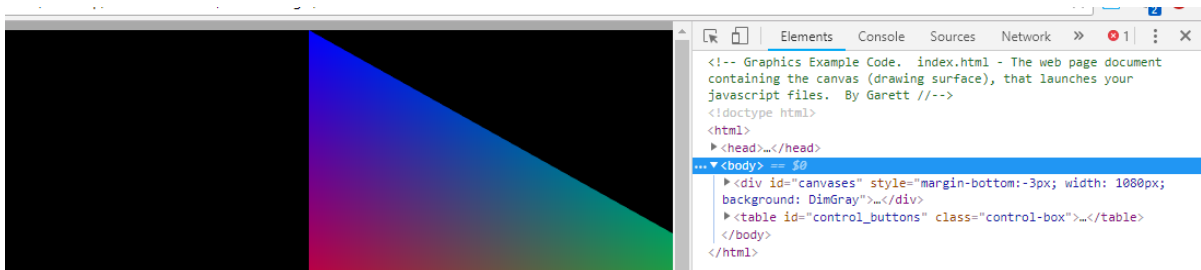 2
Elements Console Sources Network » 1
<!-- Graphics Example Code.  index.html - The web page document
containing the canvas (drawing surface), that launches your
javascript files.  By Garett //-->
<!doctype html>
<html>
<head>…</head>
<body> == $0
<div id="canvases" style="margin-bottom:-3px; width: 1080px;
background: DimGray">…</div>
<table id="control_buttons" class="control-box">…</table>
</body>
</html>